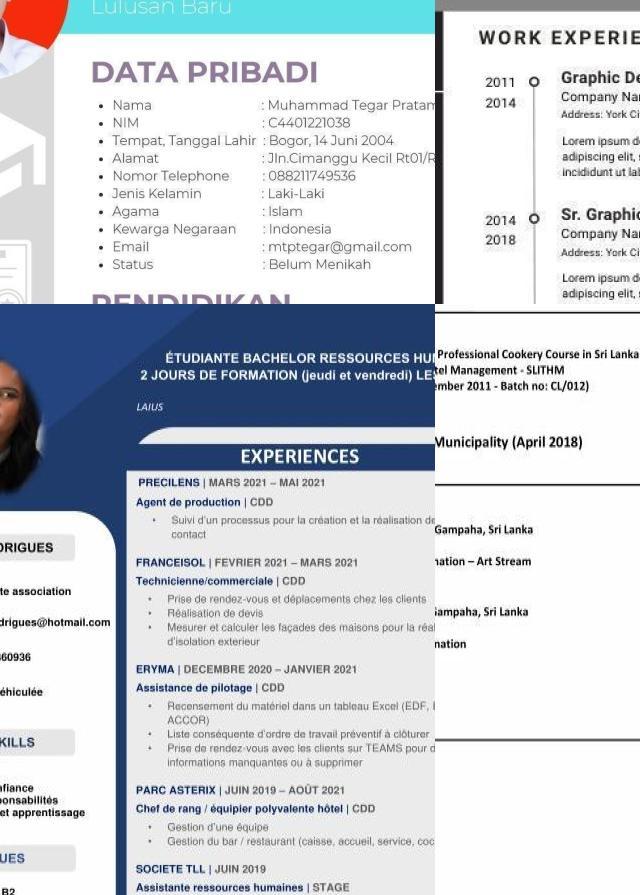 Lulusan Baru
DATA PRIBADI
• Nama : Muhammad Tegar Pratam
• NIM : C4401221038
• Tempat, Tanggal Lahir : Bogor, 14 Juni 2004
• Alamat : Jln.Cimanggu Kecil Rt01/R
• Nomor Telephone : 088211749536
• Jenis Kelamin : Laki-Laki
• Agama : Islam
• Kewarga Negaraan : Indonesia
• Email : mtptegar@gmail.com
• Status : Belum Menikah
PENDIDIKAN
WORK EXPERIE
2011
2014
Graphic De
Company Nar
Address: York Ci
Lorem ipsum d
adipiscing elit, s
incididunt ut lab
2014
2018
Sr. Graphic
Company Nar
Address: York Ci
Lorem ipsum d
adipiscing elit, s
ÉTUDIANTE BACHELOR RESSOURCES HU
2 JOURS DE FORMATION (jeudi et vendredi) LE
LAIUS
EXPERIENCES
PRECILENS | MARS 2021 – MAI 2021
Agent de production | CDD
• Suivi d'un processus pour la création et la réalisation de
contact
FRANCEISOL | FEVRIER 2021 – MARS 2021
Technicienne/commerciale | CDD
• Prise de rendez-vous et déplacements chez les clients
• Réalisation de devis
• Mesurer et calculer les façades des maisons pour la réal
d'isolation exterieur
ERYMA | DECEMBRE 2020 – JANVIER 2021
Assistance de pilotage | CDD
• Recensement du matériel dans un tableau Excel (EDF,
ACCOR)
• Liste conséquente d'ordre de travail préventif à clôturer
• Prise de rendez-vous avec les clients sur TEAMS pour d
informations manquantes ou à supprimer
PARC ASTERIX | JUIN 2019 – AOÛT 2021
Chef de rang / équipier polyvalente hôtel | CDD
• Gestion d'une équipe
• Gestion du bar / restaurant (caisse, accueil, service, coc
SOCIETE TLL | JUIN 2019
Assistante ressources humaines | STAGE
DRIGUES
te association
drigues@hotmail.com
60936
éhiculée
KILLS
nfiance
ponsabilités
et apprentissage
UES
B2
Professional Cookery Course in Sri Lanka
tel Management - SLITHM
ember 2011 - Batch no: CL/012)
Municipality (April 2018)
Gampaha, Sri Lanka
nation – Art Stream
Gampaha, Sri Lanka
nation